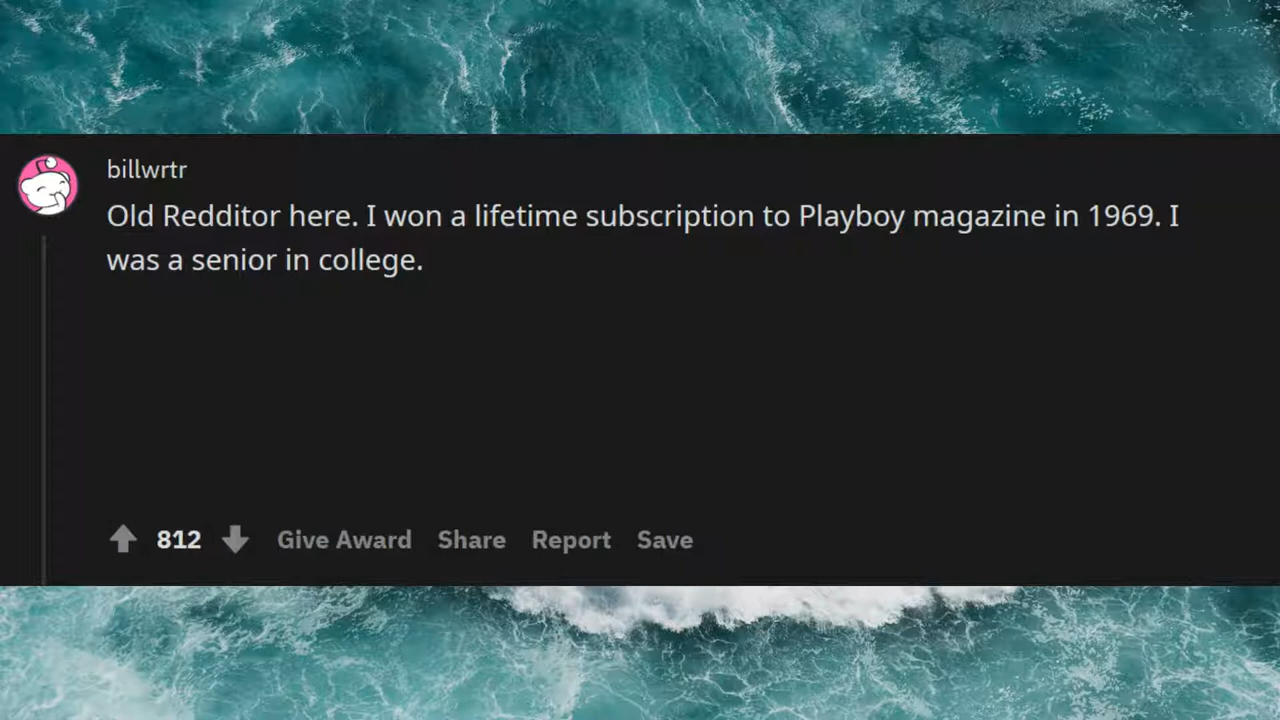 billwrtr
Old Redditor here. I won a lifetime subscription to Playboy magazine in 1969. I
was a senior in college.
812 Give Award Share Report Save